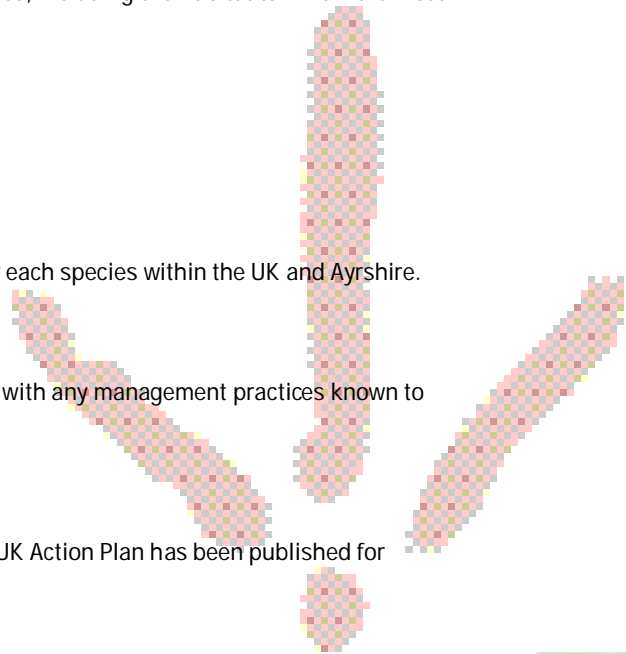 each species within the UK and Ayrshire.
with any management practices known to
UK Action Plan has been published for